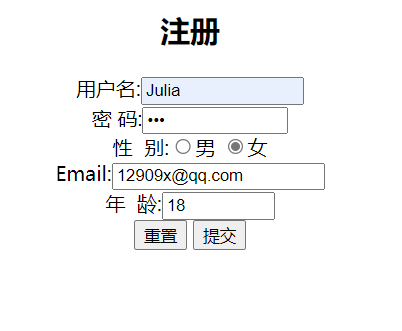 注册
用户名:Julia
密 码:•••
性 别: 男 女
Email:12909x@qq.com
年 龄:18
重置 提交